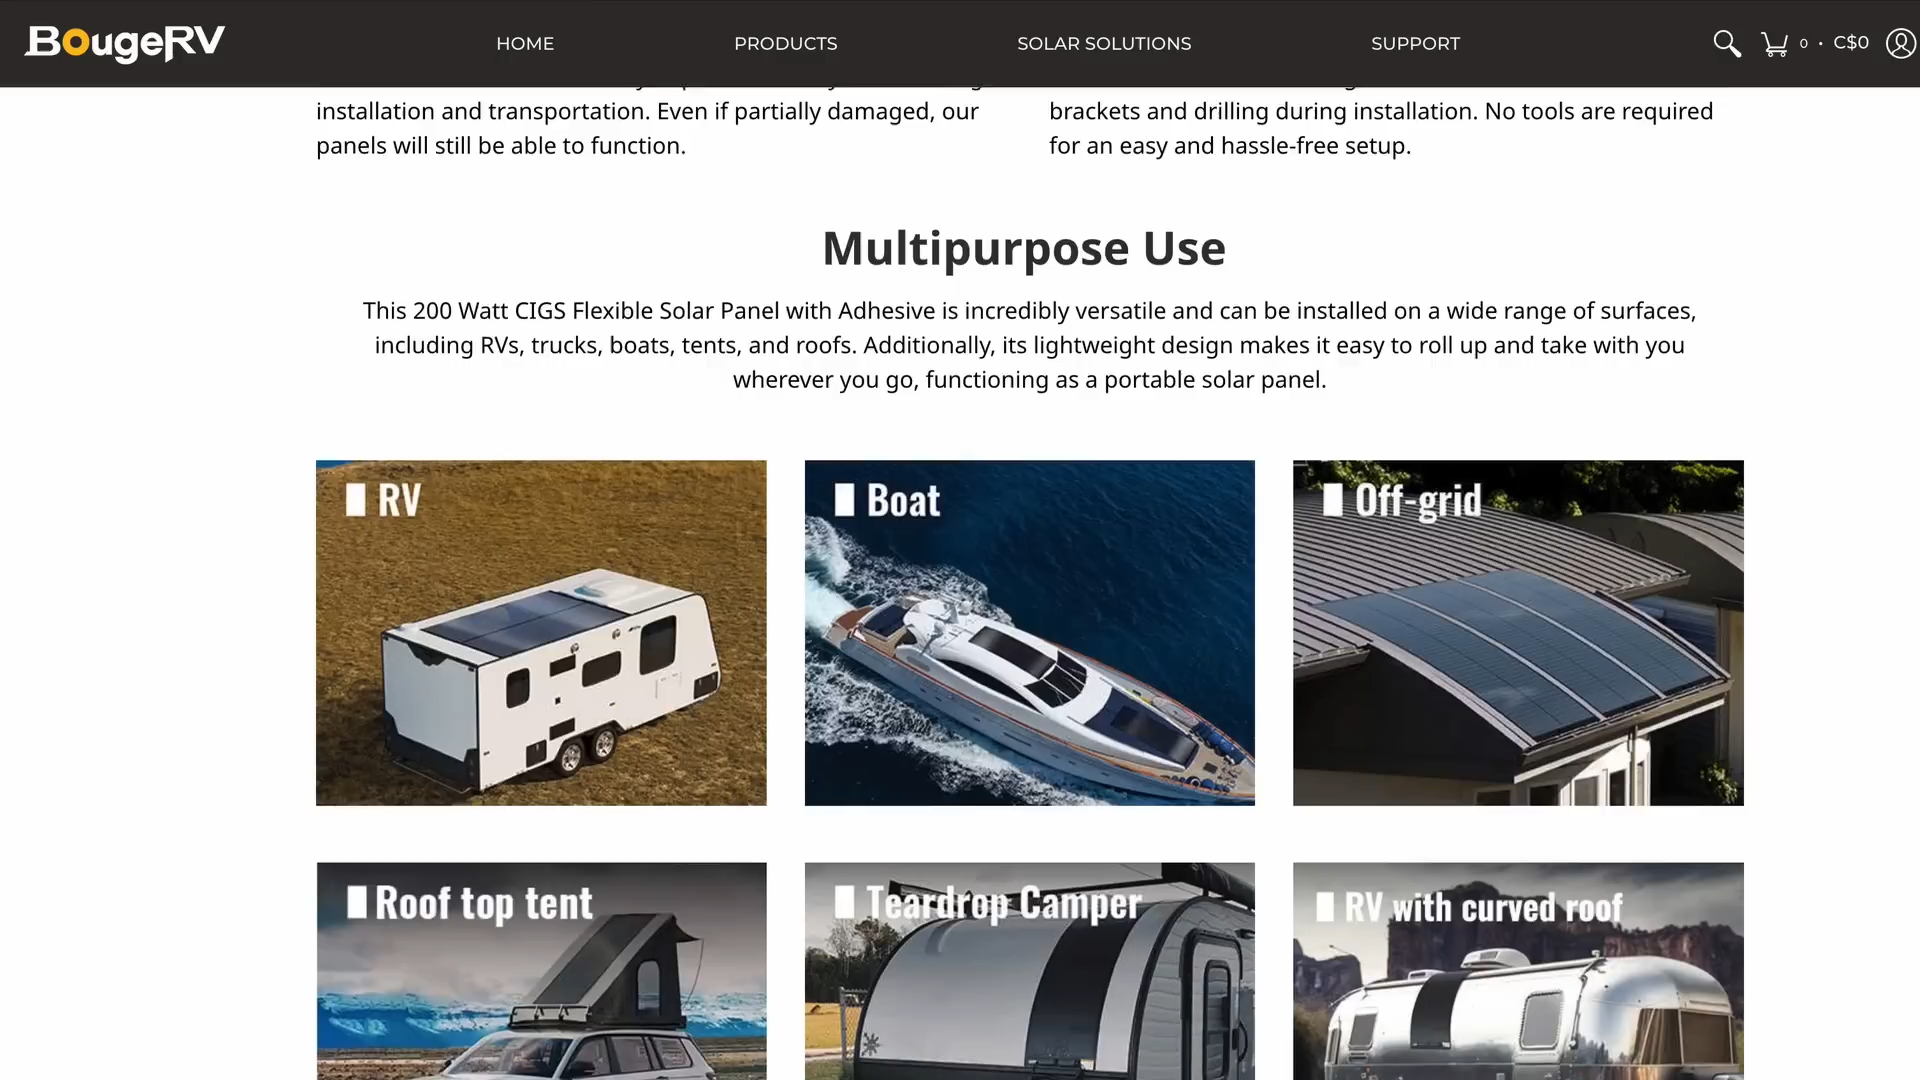 BougeRV
HOME
PRODUCTS
SOLAR SOLUTIONS
SUPPORT
0 · C$0
installation and transportation. Even if partially damaged, our
panels will still be able to function.
brackets and drilling during installation. No tools are required
for an easy and hassle-free setup.
Multipurpose Use
This 200 Watt CIGS Flexible Solar Panel with Adhesive is incredibly versatile and can be installed on a wide range of surfaces,
including RVs, trucks, boats, tents, and roofs. Additionally, its lightweight design makes it easy to roll up and take with you
wherever you go, functioning as a portable solar panel.
RV
Boat
Off-grid
Roof top tent
Teardrop Camper
RV with curved roof